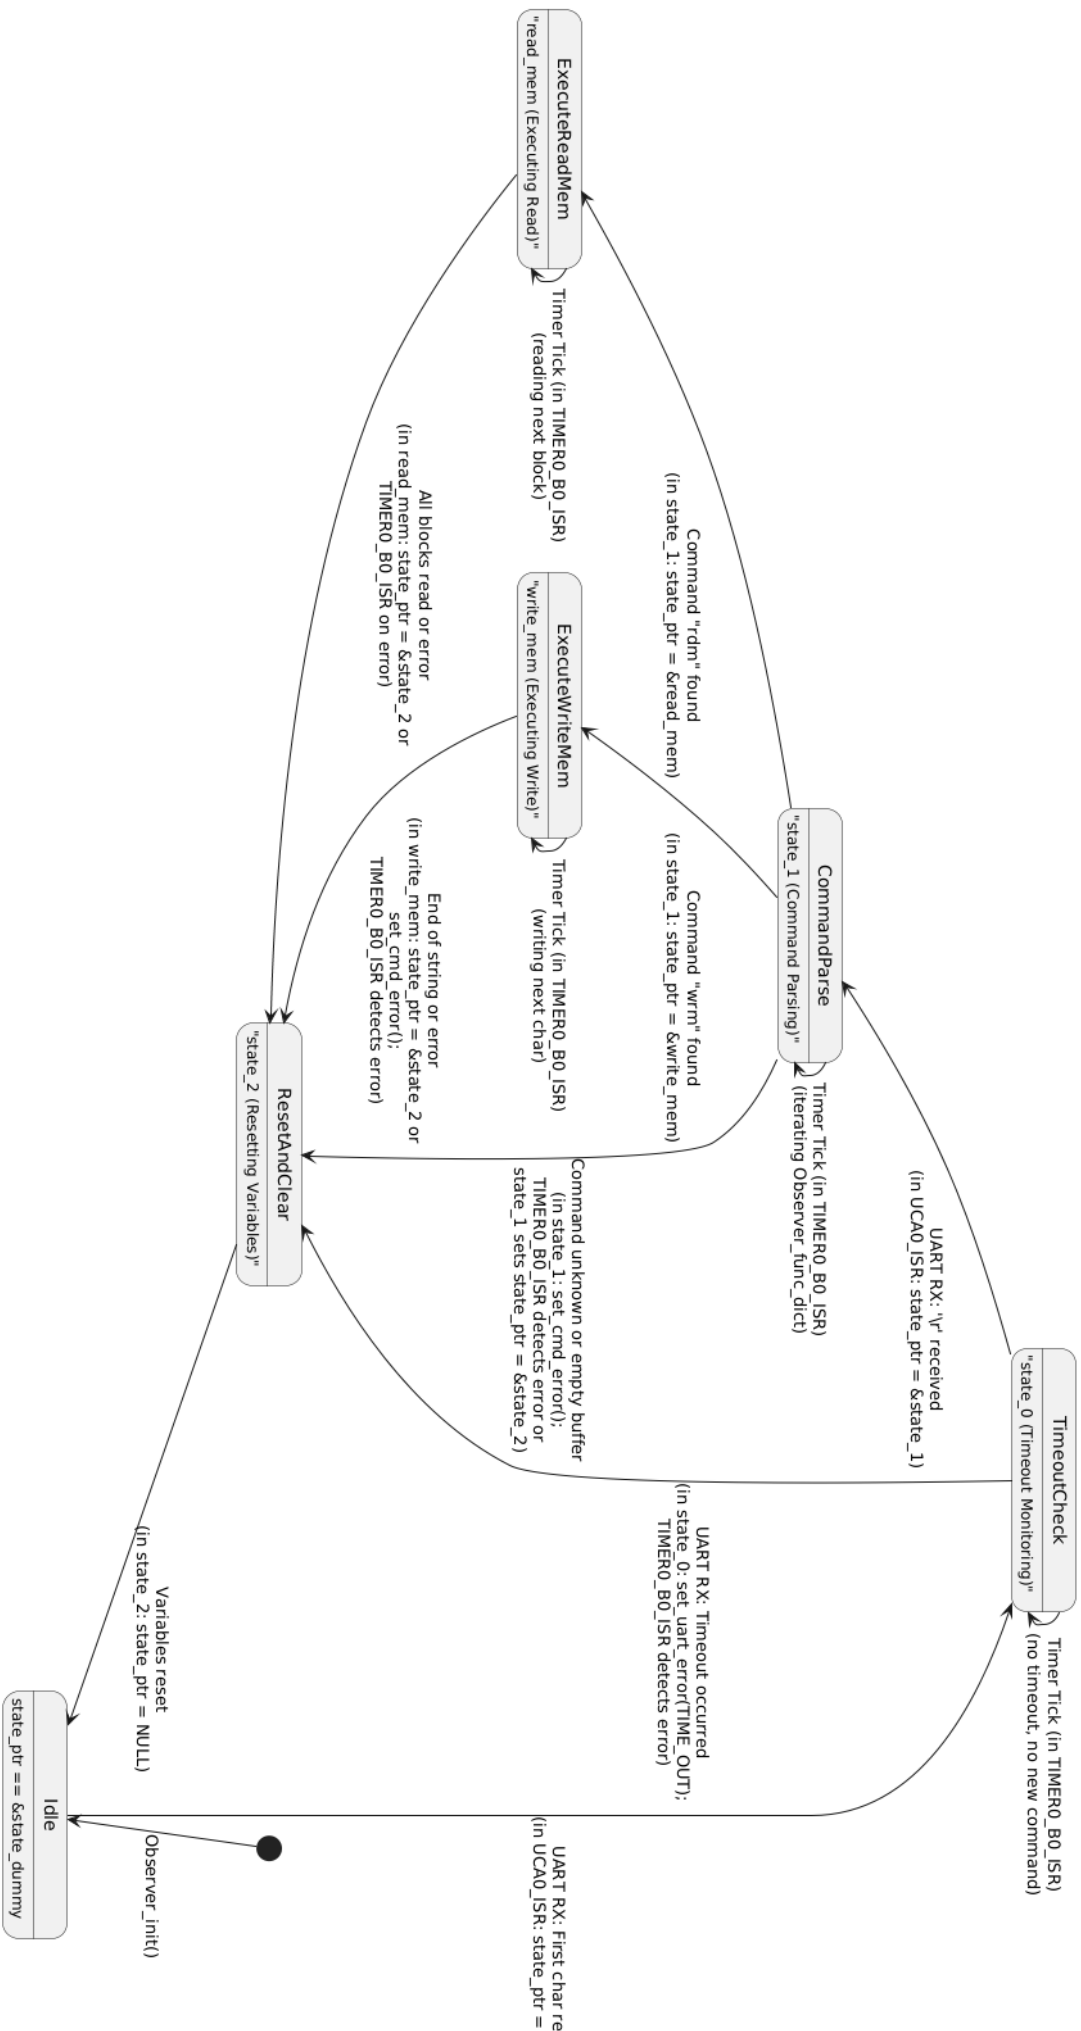 TimeoutCheck
"state_0 (Timeout Monitoring)"
Timer Tick (in TIMER0_B0_ISR)
(no timeout, no new command)
UART RX: '\r' received
(in UCA0_ISR: state_ptr = &state_1)
CommandParse
"state_1 (Command Parsing)"
Timer Tick (in TIMER0_B0_ISR)
(iterating Observer_func_dict)
Command "rdm" found
(in state_1: state_ptr = &read_mem)
Command "wrm" found
(in state_1: state_ptr = &write_mem)
UART RX: Timeout occurred
(in state_0: set_uart_error(TIME_OUT);
TIMER0_B0_ISR detects error)
ExecuteReadMem
"read_mem (Executing Read)"
Timer Tick (in TIMER0_B0_ISR)
(reading next block)
ExecuteWriteMem
"write_mem (Executing Write)"
Timer Tick (in TIMER0_B0_ISR)
(writing next char)
Command unknown or empty buffer
(in state_1: set_cmd_error();
TIMER0_B0_ISR detects error or
state_1 sets state_ptr = &state_2)
UART RX: First char re
(in UCA0_ISR: state_ptr =
All blocks read or error
(in read_mem: state_ptr = &state_2 or
TIMER0_B0_ISR on error)
End of string or error
(in write_mem: state_ptr = &state_2 or
set_cmd_error();
TIMER0_B0_ISR detects error)
ResetAndClear
"state_2 (Resetting Variables)"
Variables reset
(in state_2: state_ptr = NULL)
Observer_init()
Idle
state_ptr == &state_dummy